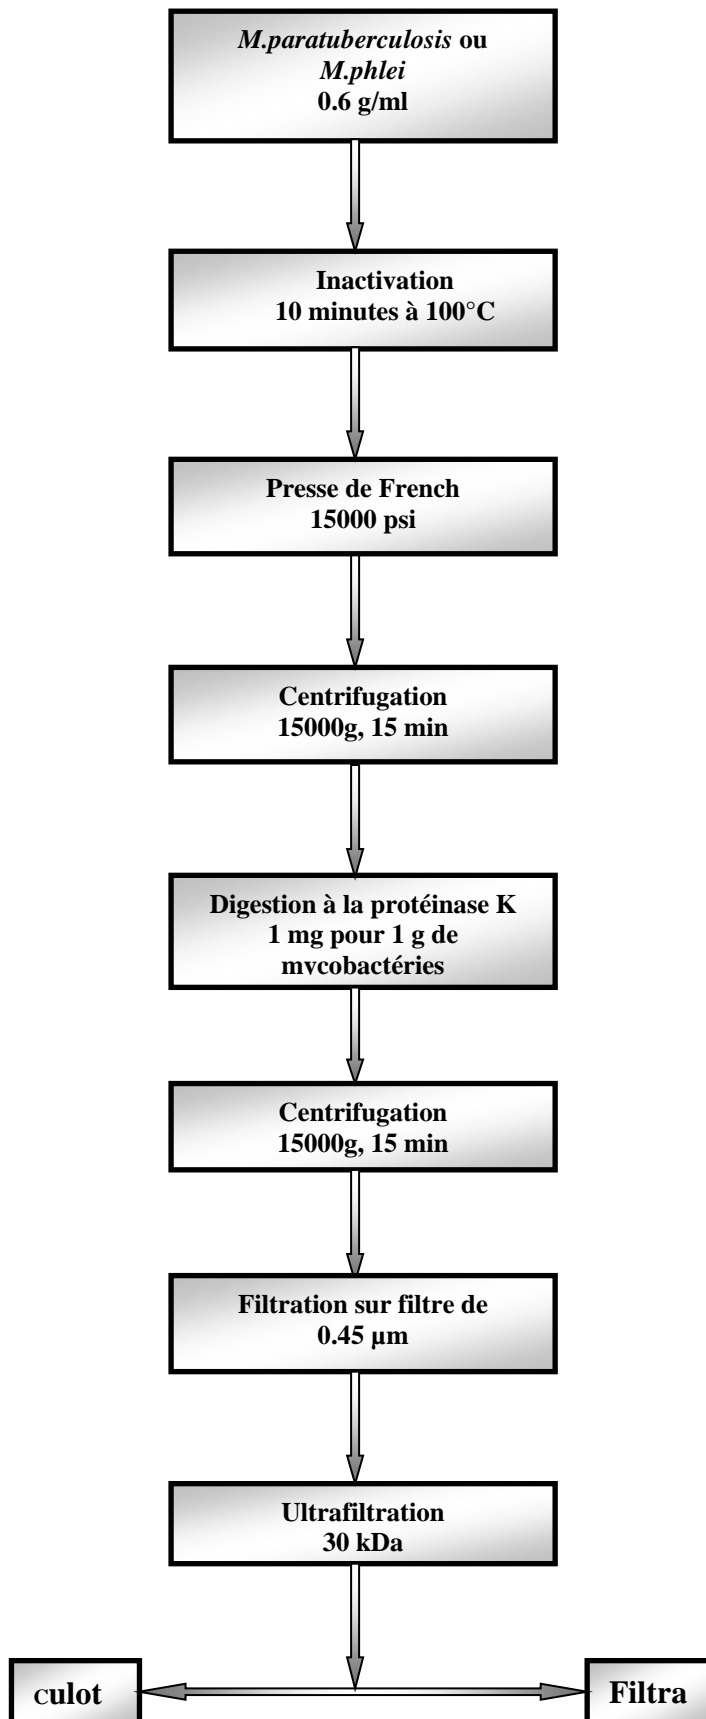 M.paratuberculosis ou
M.phlei
0.6 g/ml
Inactivation
10 minutes à 100°C
Presse de French
15000 psi
Centrifugation
15000g, 15 min
Digestion à la protéinase K
1 mg pour 1 g de
mycobactéries
Centrifugation
15000g, 15 min
Filtration sur filtre de
0.45 µm
Ultrafiltration
30 kDa
culot
Filtra